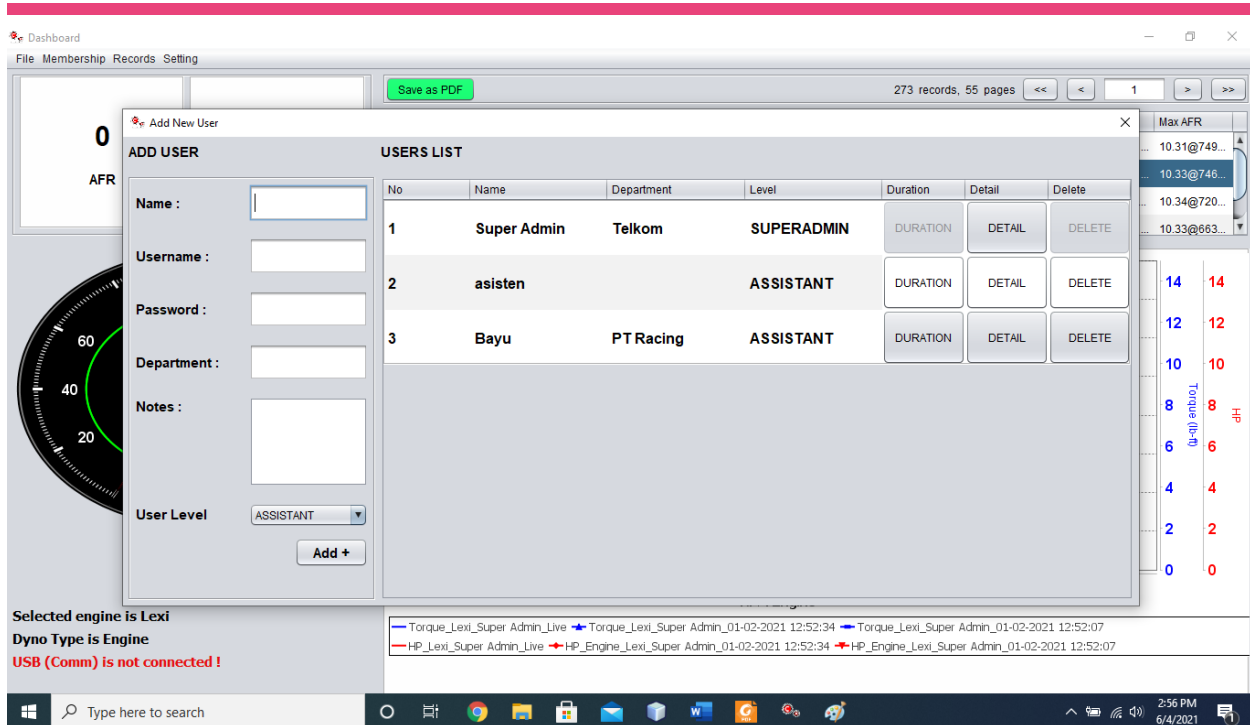 Dashboard
File Membership Records Setting
Save as PDF 273 records, 55 pages << < 1 > >>
0
AFR
Max AFR
... 10.31@749...
... 10.33@746...
... 10.34@720...
... 10.33@663...
Add New User
ADD USER
Name :
Username :
Password :
Department :
Notes :
User Level ASSISTANT
Add +
USERS LIST
No Name Department Level Duration Detail Delete
1 Super Admin Telkom SUPERADMIN DURATION DETAIL DELETE
2 asisten ASSISTANT DURATION DETAIL DELETE
3 Bayu PT Racing ASSISTANT DURATION DETAIL DELETE
60
40
20
14 14
12 12
10 10
8 8
6 6
4 4
2 2
0 0
Torque (lb-ft)
HP
Selected engine is Lexi
Dyno Type is Engine
USB (Comm) is not connected !
Torque_Lexi_Super Admin_Live Torque_Lexi_Super Admin_01-02-2021 12:52:34 Torque_Lexi_Super Admin_01-02-2021 12:52:07
HP_Lexi_Super Admin_Live HP_Engine_Lexi_Super Admin_01-02-2021 12:52:34 HP_Engine_Lexi_Super Admin_01-02-2021 12:52:07
Type here to search
2:56 PM
6/4/2021